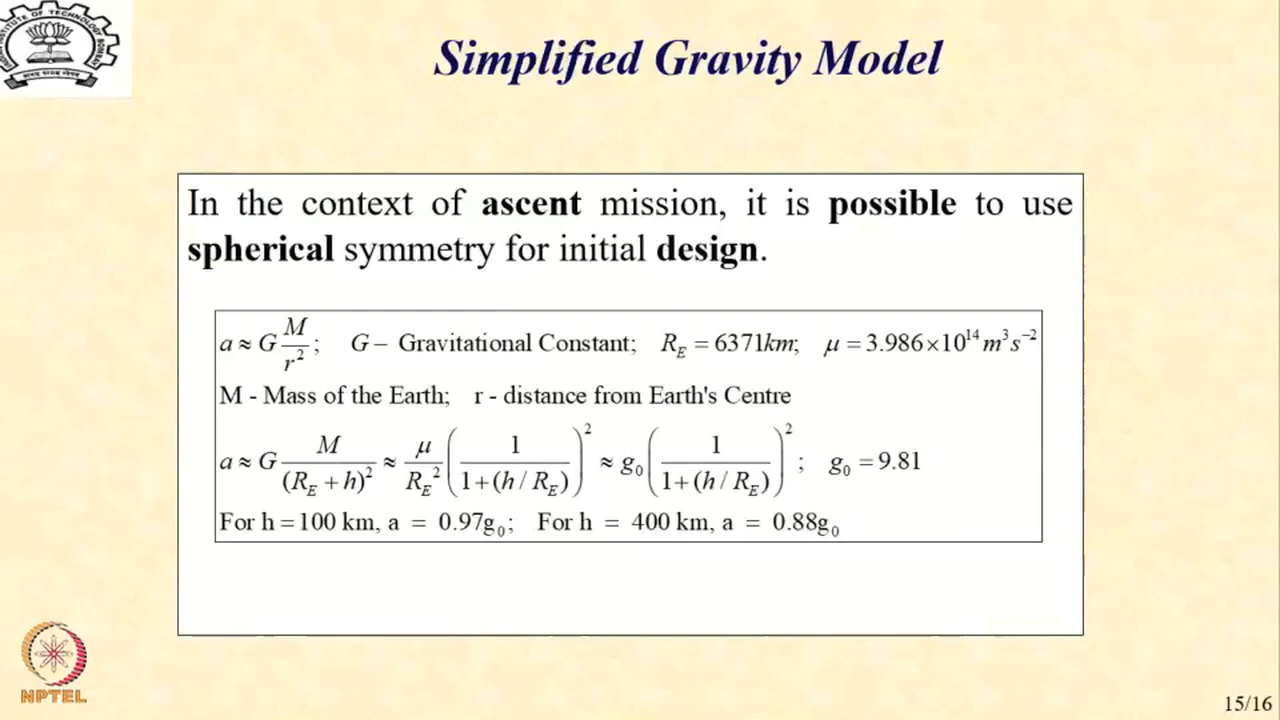 Simplified Gravity Model
In the context of ascent mission, it is possible to use
spherical symmetry for initial design.
a ≈ G M/r²; G – Gravitational Constant; R_E = 6371km; μ = 3.986×10¹⁴ m³s⁻²
M - Mass of the Earth; r - distance from Earth's Centre
a ≈ G M/(R_E + h)² ≈ μ/R_E² (1/(1+(h / R_E)))² ≈ g₀ (1/(1+(h / R_E)))²; g₀ = 9.81
For h = 100 km, a = 0.97g₀; For h = 400 km, a = 0.88g₀
NPTEL
15/16